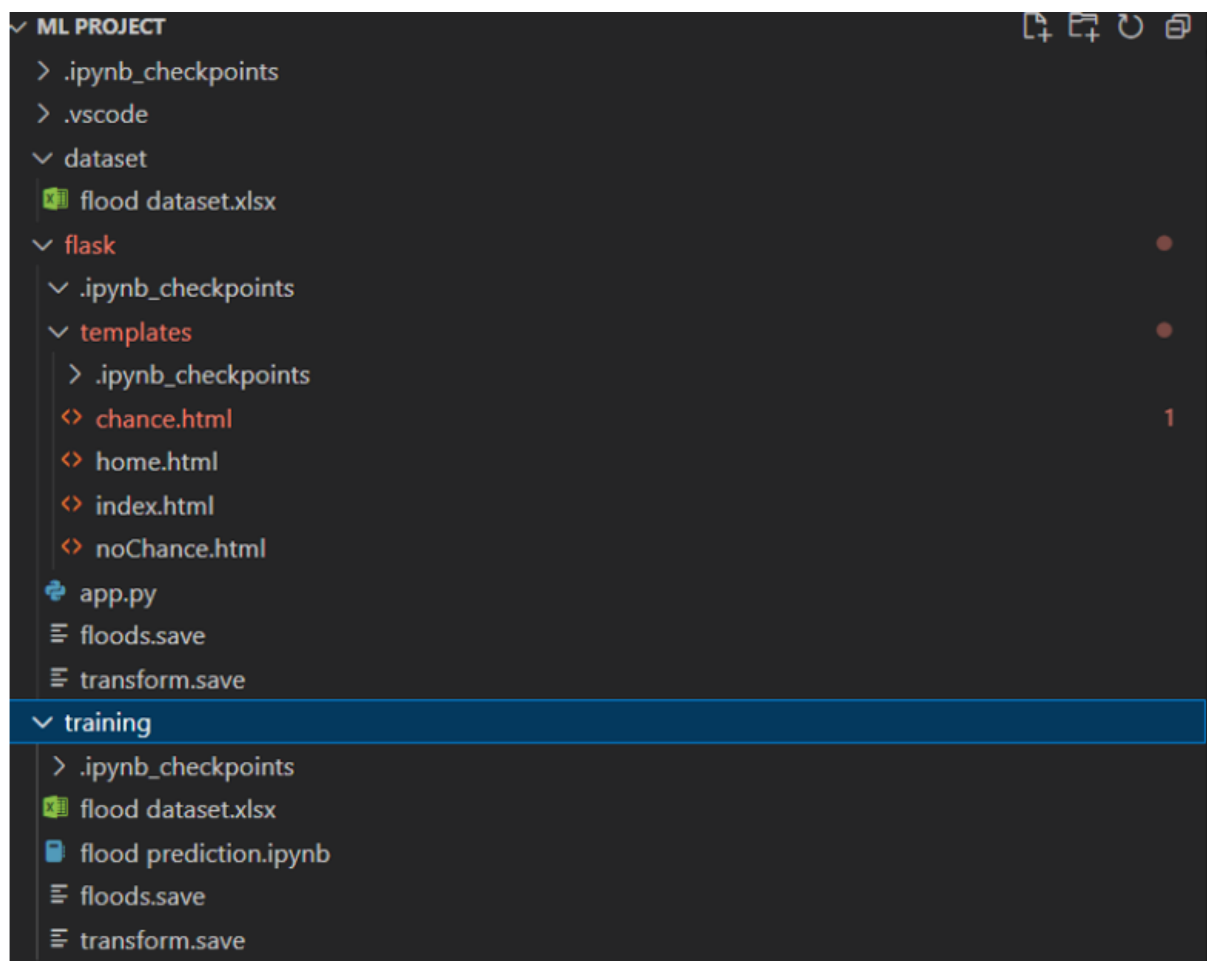 ML PROJECT
.ipynb_checkpoints
.vscode
dataset
flood dataset.xlsx
flask
.ipynb_checkpoints
templates
.ipynb_checkpoints
chance.html 1
home.html
index.html
noChance.html
app.py
floods.save
transform.save
training
.ipynb_checkpoints
flood dataset.xlsx
flood prediction.ipynb
floods.save
transform.save